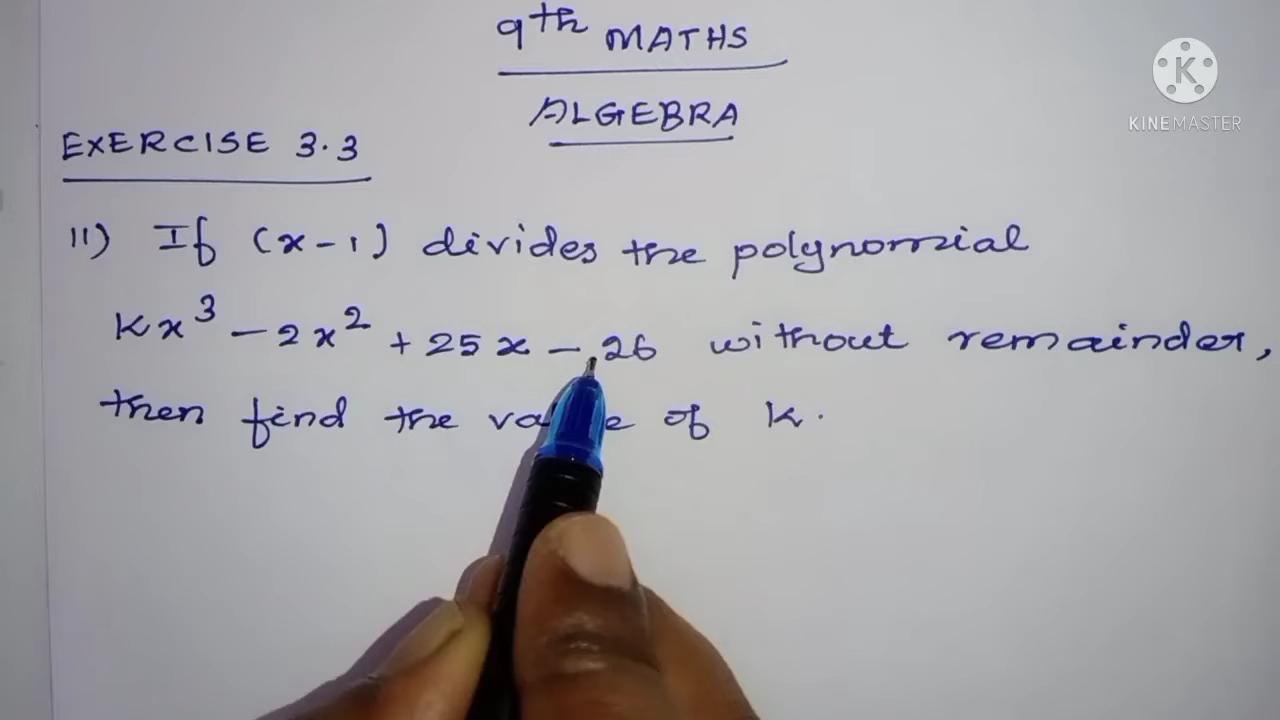 9th MATHS
ALGEBRA
KINEMASTER
EXERCISE 3.3
11) If (x-1) divides the polynomial
Kx³ - 2x² + 25x - 26 without remainder,
then find the of K.